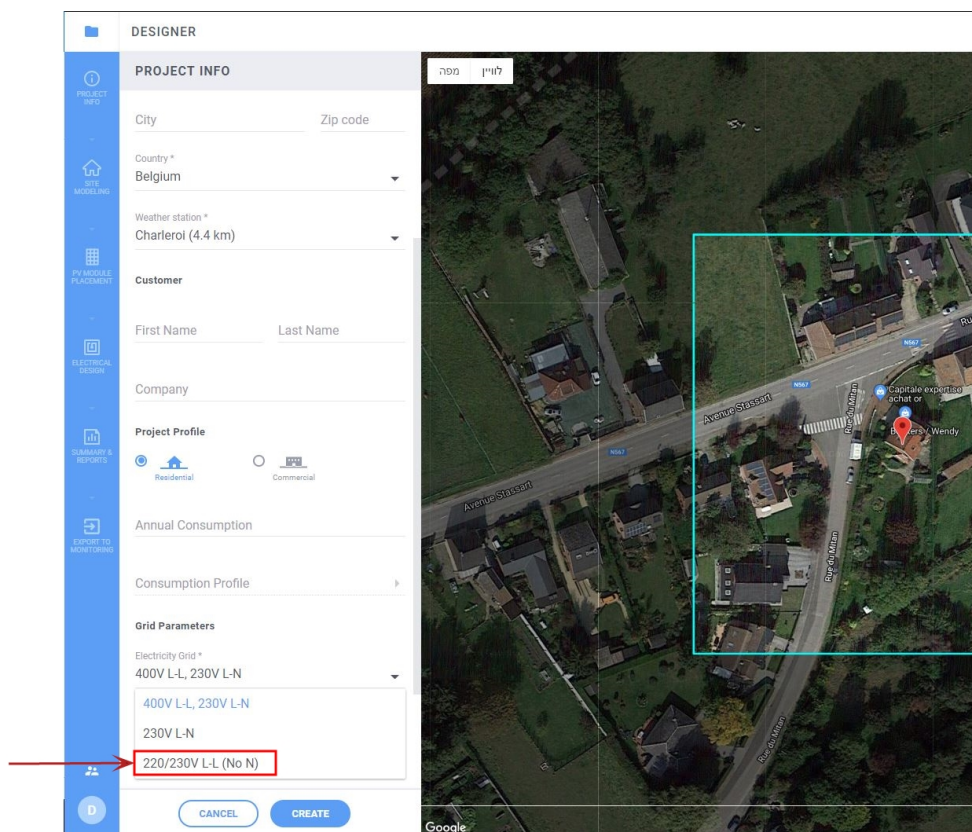 DESIGNER
PROJECT INFO
PROJECT
INFO
SITE
MODELING
PV MODULE
PLACEMENT
ELECTRICAL
DESIGN
SUMMARY &
REPORTS
EXPORT TO
MONITORING
D
City
Zip code
Country *
Belgium
Weather station *
Charleroi (4.4 km)
Customer
First Name
Last Name
Company
Project Profile
Residential
Commercial
Annual Consumption
Consumption Profile
Grid Parameters
Electricity Grid *
400V L-L, 230V L-N
400V L-L, 230V L-N
230V L-N
220/230V L-L (No N)
CANCEL
CREATE
לוויין
מפה
N567
N567
N567
Avenue Stassart
Avenue Stassart
Rue du Mitan
Rue du Mitan
Rue du Mitan
Capitale expertise
achat or
Wendy
Google